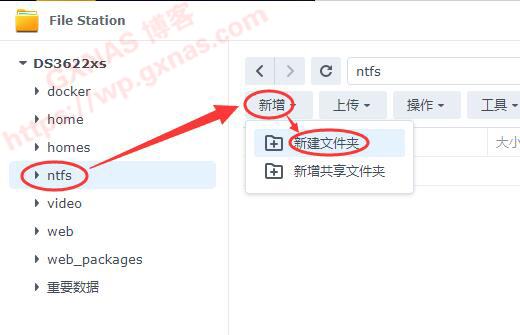 File Station
GXNAS 博客
https://wp.gxnas.com
DS3622xs
docker
home
homes
ntfs
video
web
web_packages
重要数据
ntfs
新增 上传 操作 工具
新建文件夹
新增共享文件夹
大小